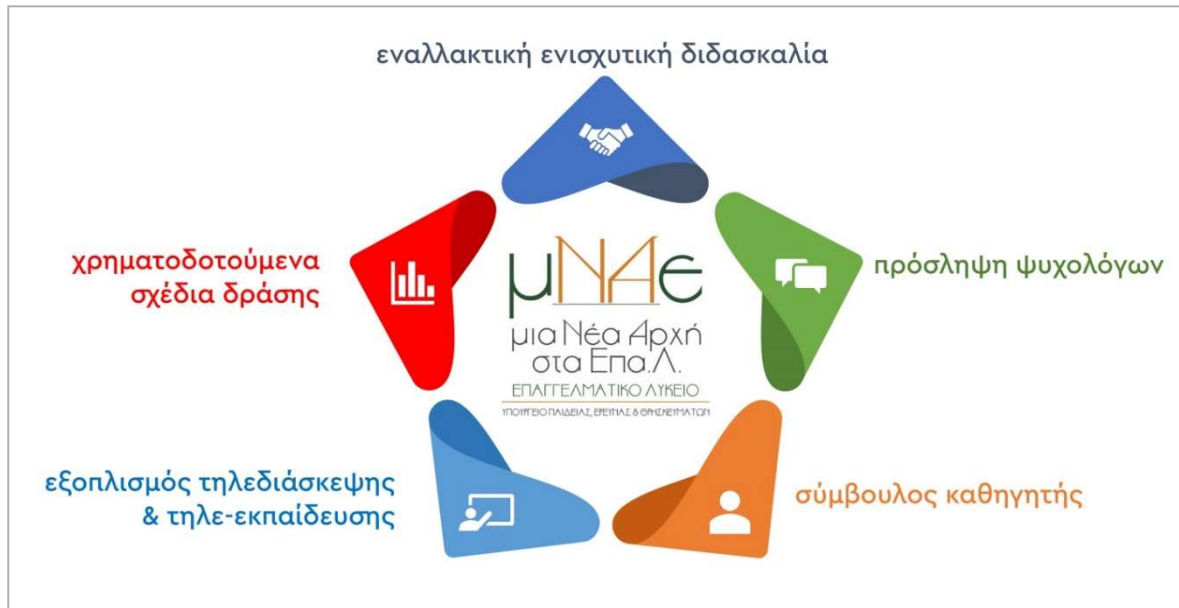 εναλλακτική ενισχυτική διδασκαλία
χρηματοδοτούμενα
σχέδια δράσης
πρόσληψη ψυχολόγων
μΝΑε
μια Νέα Αρχή
στα Επα.Λ.
ΕΠΑΓΓΕΛΜΑΤΙΚΟ ΛΥΚΕΙΟ
ΥΠΟΥΡΓΕΙΟ ΠΑΙΔΕΙΑΣ, ΕΡΕΥΝΑΣ & ΘΡΗΣΚΕΥΜΑΤΩΝ
εξοπλισμός τηλεδιάσκεψης
& τηλε-εκπαίδευσης
σύμβουλος καθηγητής